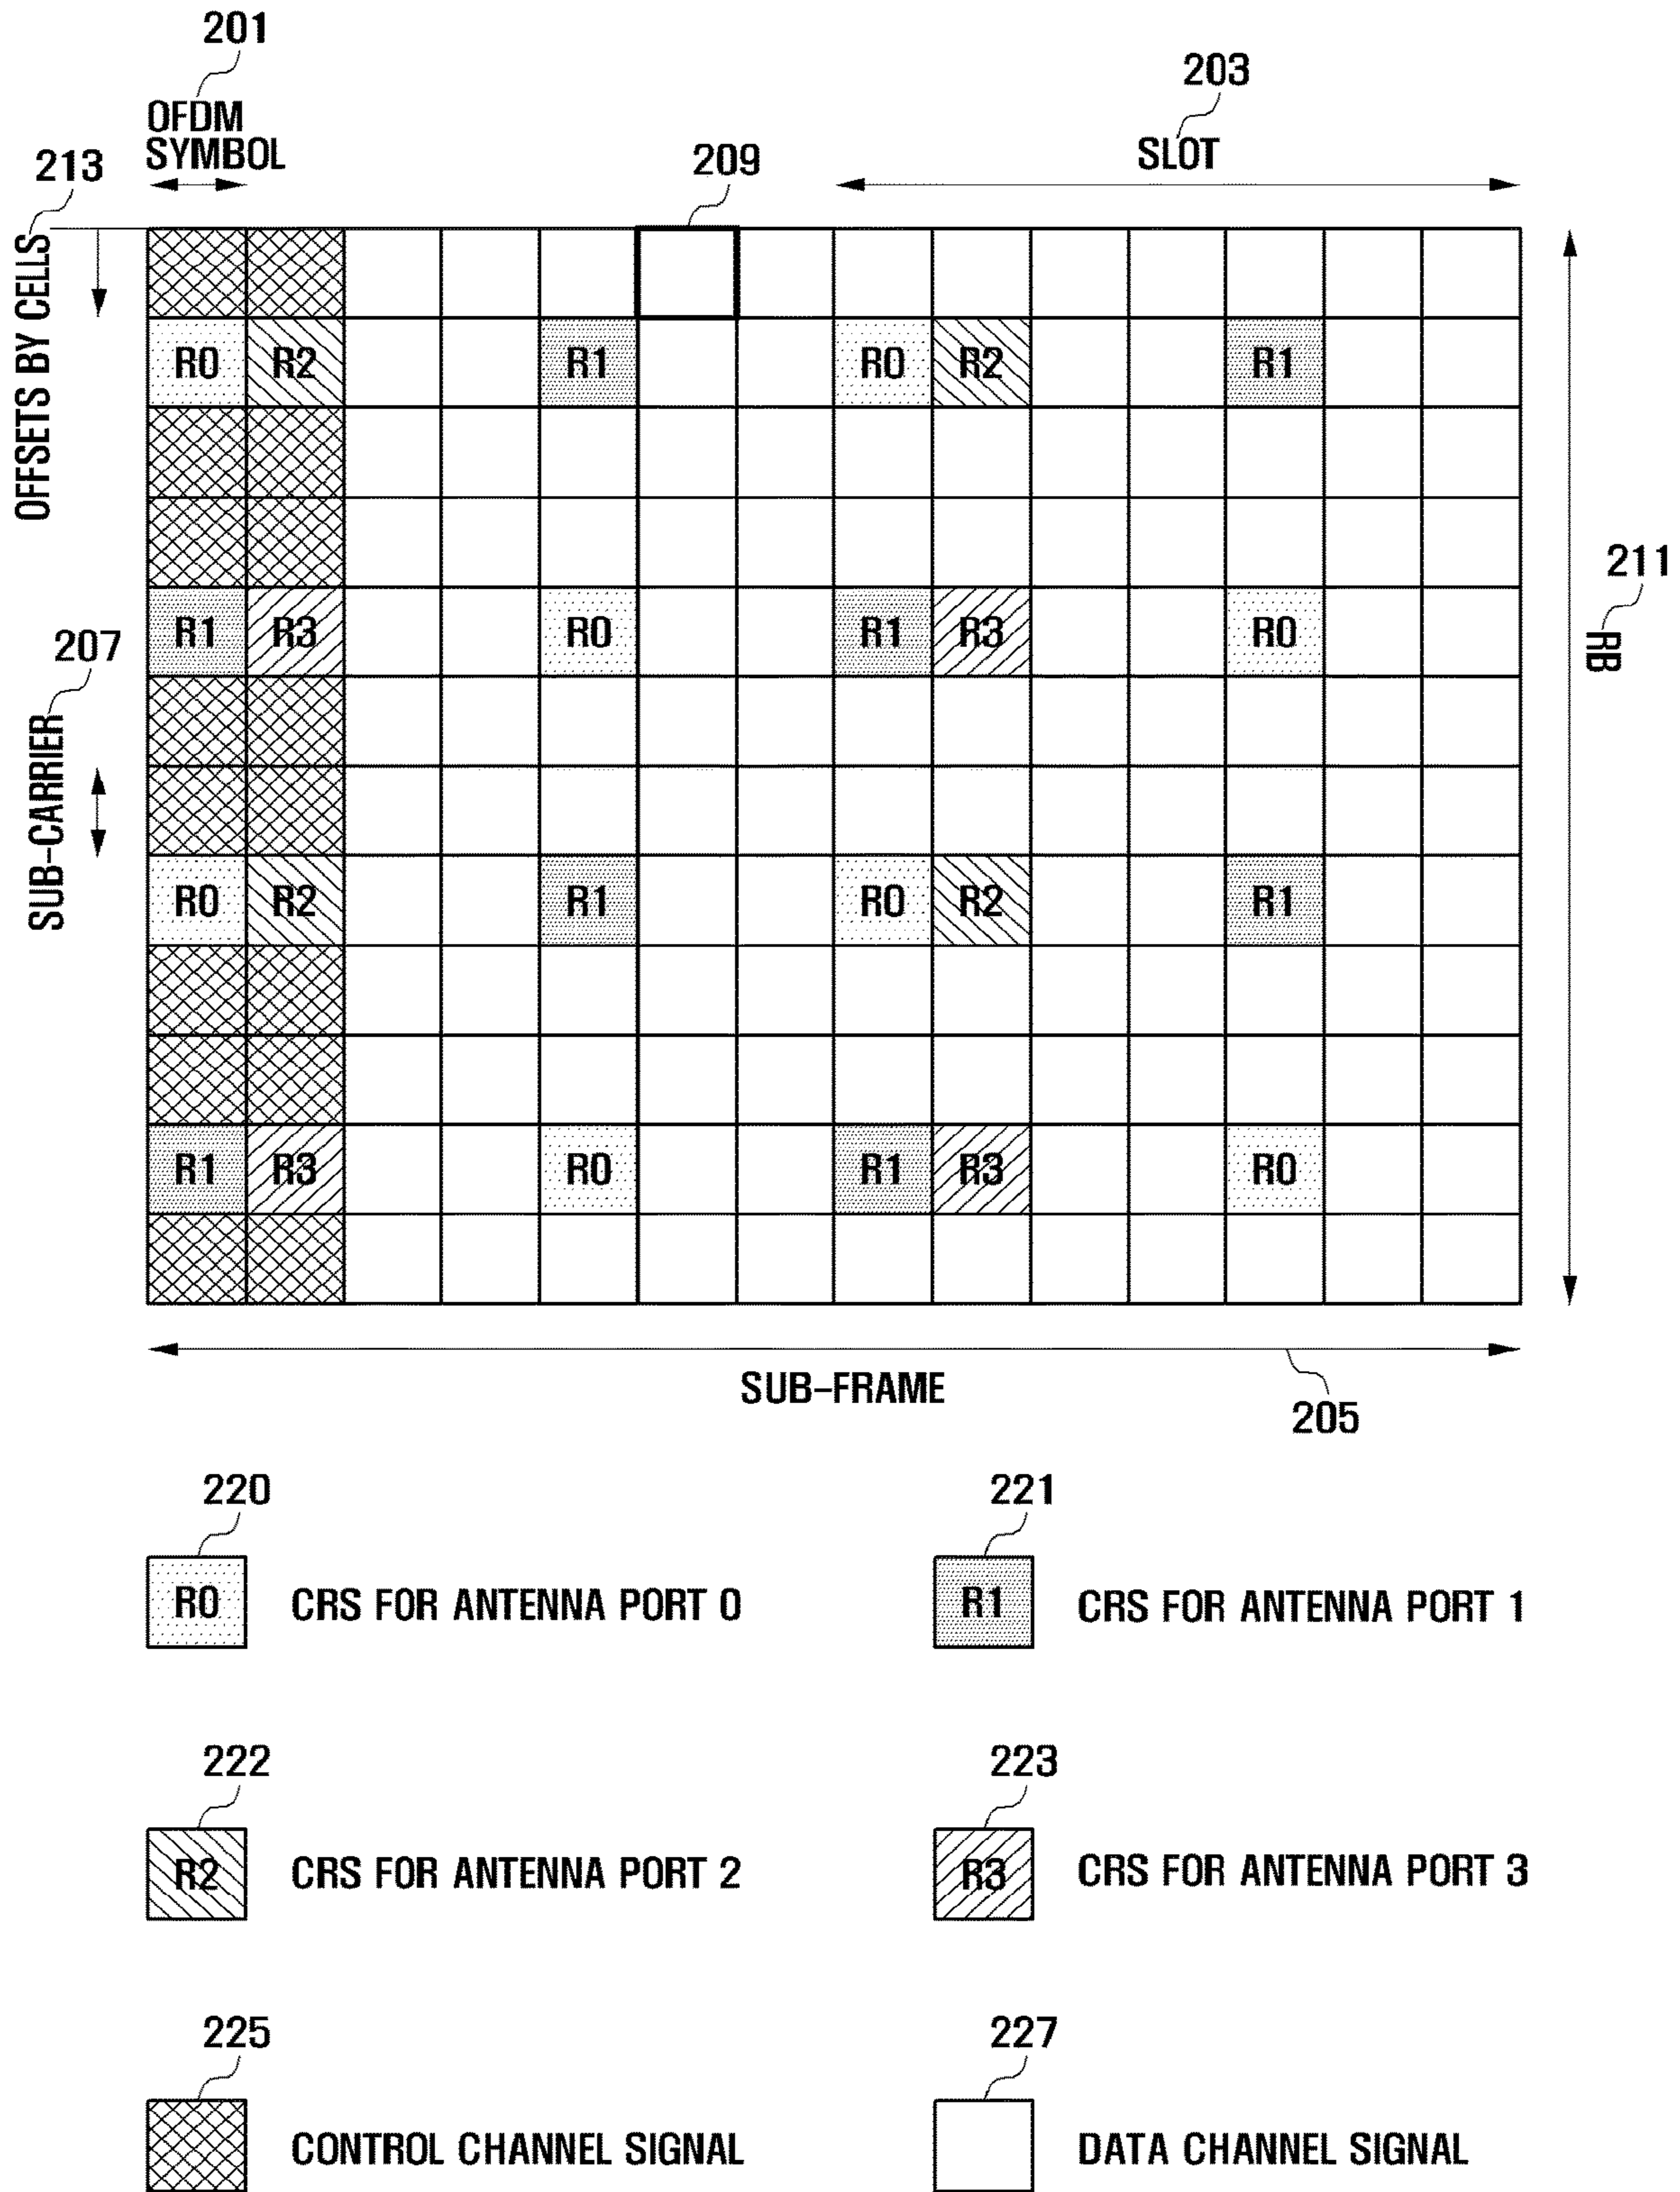 201
203
OFDM
SYMBOL
SLOT
213
209
OFFSETS BY CELLS
R0 R2 R1 R0 R2 R1
R1 R3 R0 R1 R3 R0
211
RB
207
SUB-CARRIER
R0 R2 R1 R0 R2 R1
R1 R3 R0 R1 R3 R0
SUB-FRAME
205
220
R0 CRS FOR ANTENNA PORT 0
221
R1 CRS FOR ANTENNA PORT 1
222
R2 CRS FOR ANTENNA PORT 2
223
R3 CRS FOR ANTENNA PORT 3
225
CONTROL CHANNEL SIGNAL
227
DATA CHANNEL SIGNAL